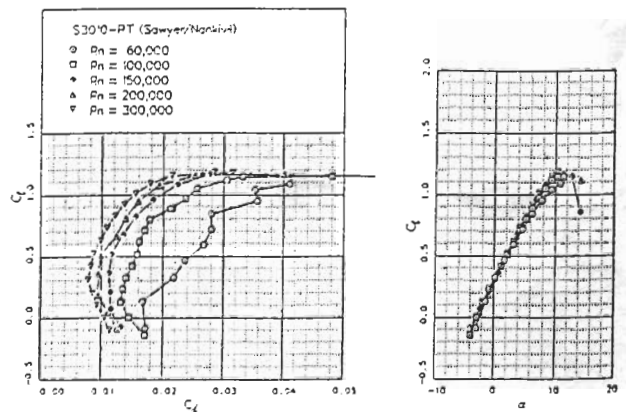 S3010-PT (Sawyer/Nankivil)
Rn = 60,000
Rn = 100,000
Rn = 150,000
Rn = 200,000
Rn = 300,000
1.5
1.0
0.5
0.0
-0.5
0.00 0.01 0.02 0.03 0.04 0.05
2.0
1.5
1.0
0.5
0.0
-0.5
-10 0 10 20
α